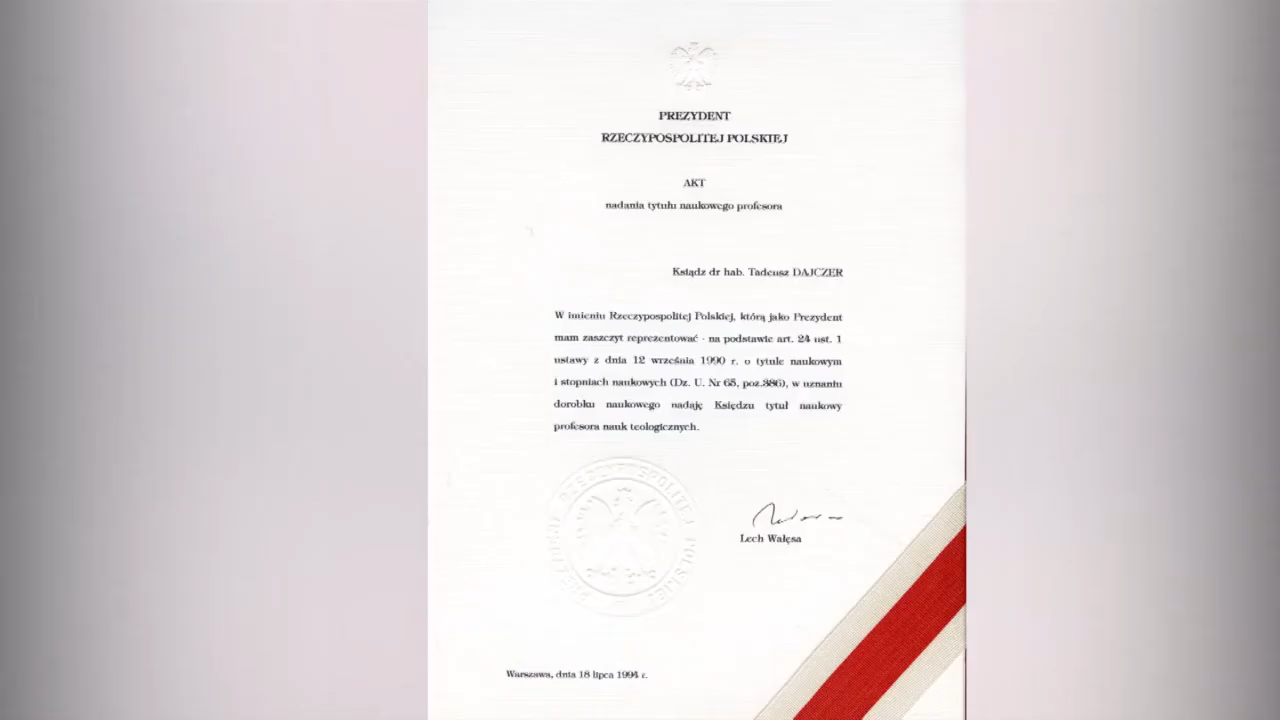 PREZYDENT
RZECZYPOSPOLITEJ POLSKIEJ
AKT
nadania tytułu naukowego profesora
Ksiądz dr hab. Tadeusz DAJCZER
W imieniu Rzeczypospolitej Polskiej, którą jako Prezydent
mam zaszczyt reprezentować - na podstawie art. 24 ust. 1
ustawy z dnia 12 września 1990 r. o tytule naukowym
i stopniach naukowych (Dz. U. Nr 65, poz.386), w uznaniu
dorobku naukowego nadaję Księdzu tytuł naukowy
profesora nauk teologicznych.
PREZYDENT RZECZYPOSPOLITEJ POLSKIEJ
Lech Wałęsa
Warszawa, dnia 18 lipca 1994 r.